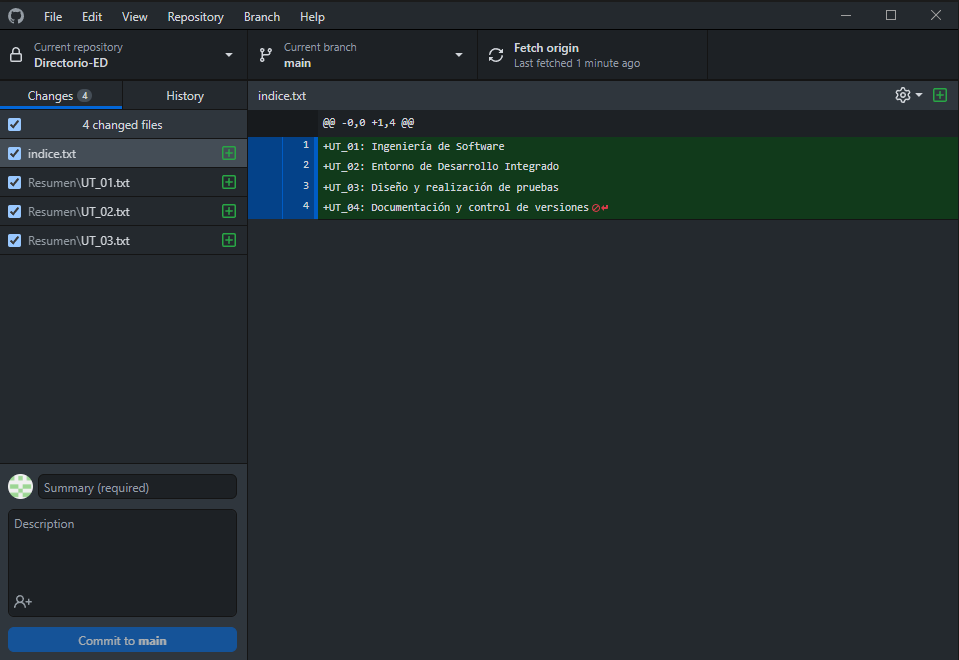 File Edit View Repository Branch Help
Current repository
Directorio-ED
Current branch
main
Fetch origin
Last fetched 1 minute ago
Changes 4
History
indice.txt
4 changed files
indice.txt
Resumen\UT_01.txt
Resumen\UT_02.txt
Resumen\UT_03.txt
@@ -0,0 +1,4 @@
1 +UT_01: Ingeniería de Software
2 +UT_02: Entorno de Desarrollo Integrado
3 +UT_03: Diseño y realización de pruebas
4 +UT_04: Documentación y control de versiones
Summary (required)
Description
Commit to main